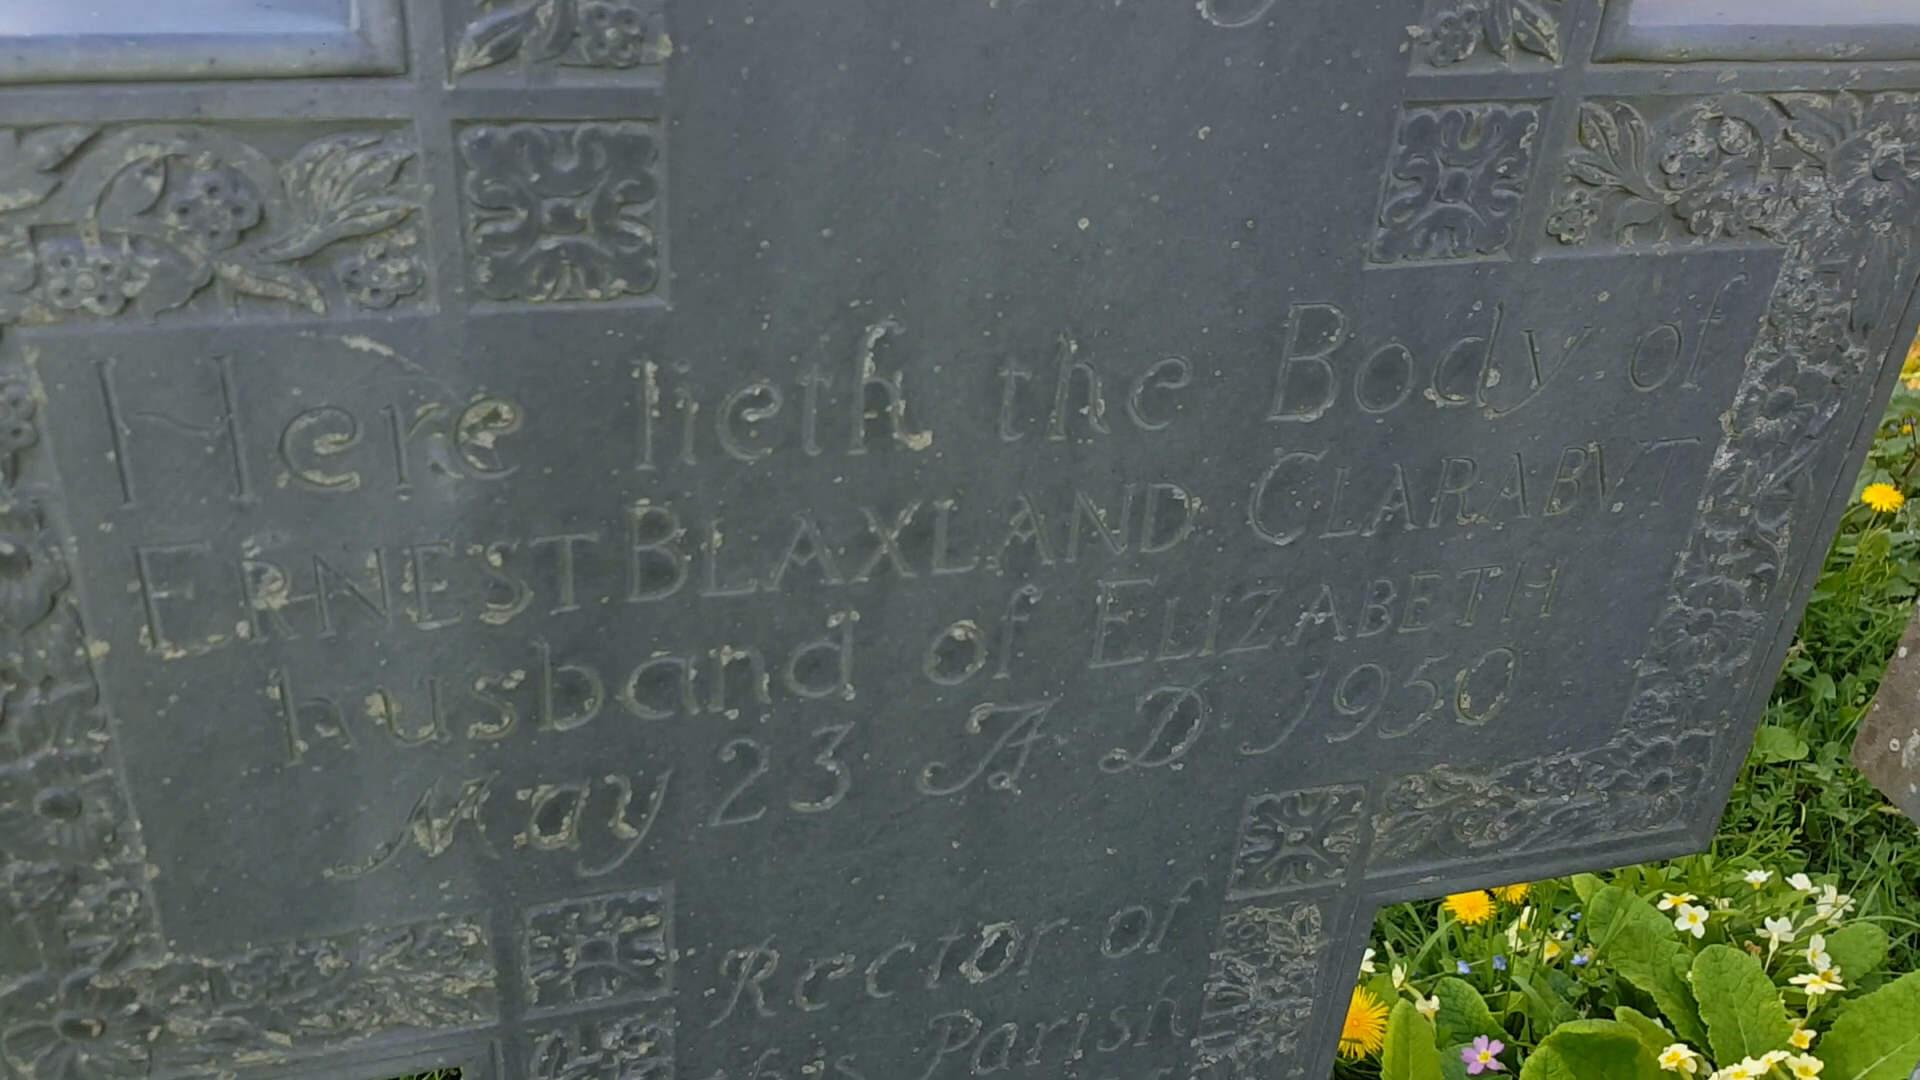 Here lieth the Body of
ERNEST BLAXLAND CLARABVT
husband of ELIZABETH
May 23 A D 1950
Rector of
Parish